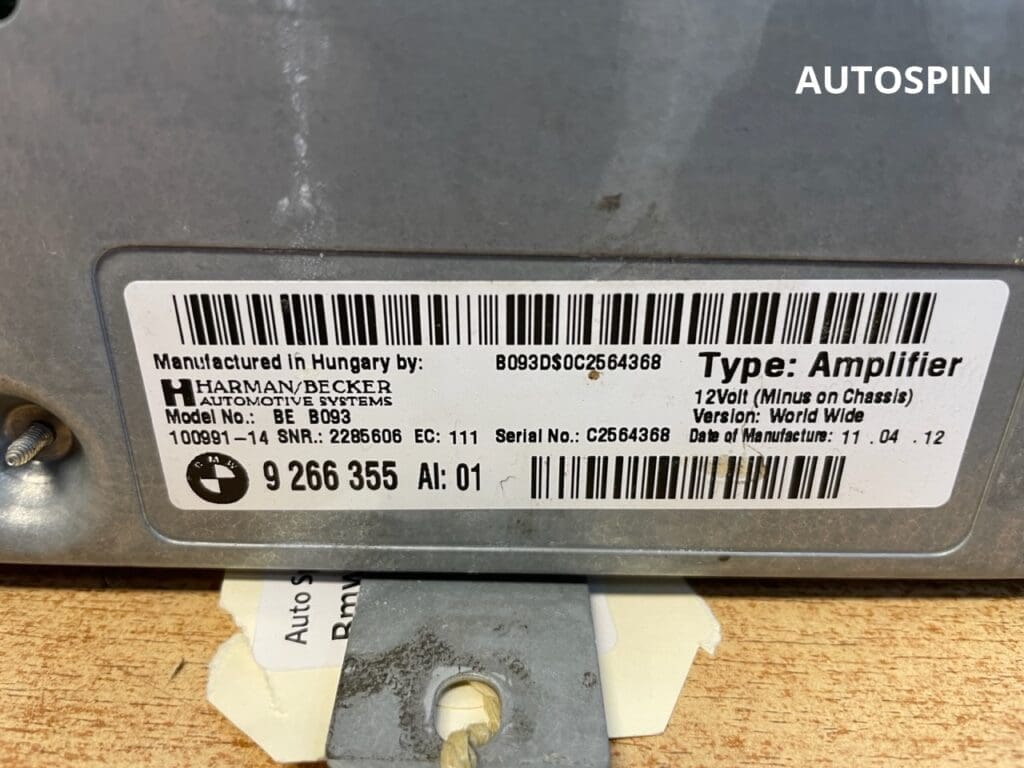 AUTOSPIN
Manufactured in Hungary by:
B093D$0C2564368
Type: Amplifier
HARMAN/BECKER
AUTOMOTIVE SYSTEMS
12Volt (Minus on Chassis)
Model No.: BE B093
Version: World Wide
100991-14 SNR.: 2285606 EC: 111 Serial No.: C2564368 Date of Manufacture: 11 .04 .12
BMW
9 266 355 AI: 01
Auto S
Bmw